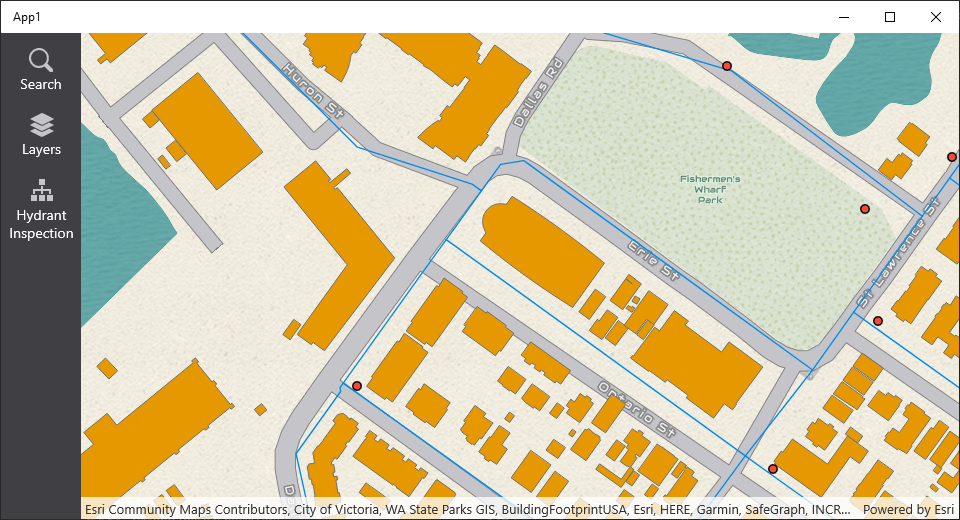 App1
Search
Layers
Hydrant
Inspection
Huron St
Dallas Rd
Fishermen's
Wharf
Park
Erie St
St Lawrence St
Ontario St
D
Esri Community Maps Contributors, City of Victoria, WA State Parks GIS, BuildingFootprintUSA, Esri, HERE, Garmin, SafeGraph, INCR...
Powered by Esri